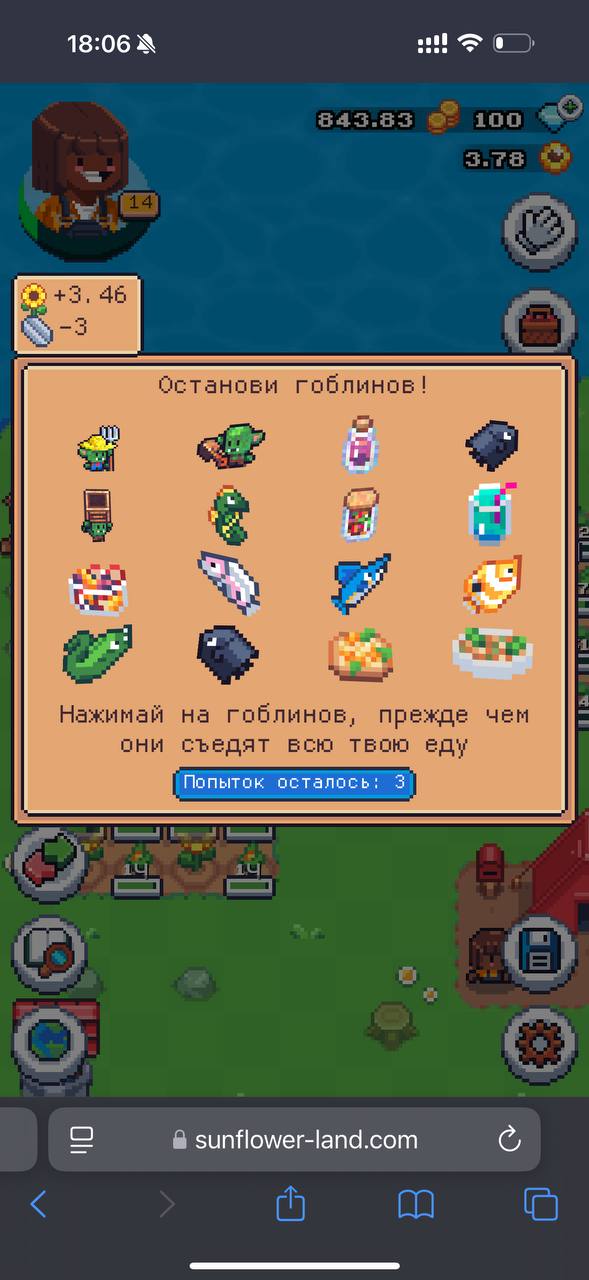 18:06
843.83 100
3.78
14
+3.46
-3
Останови гоблинов!
Нажимай на гоблинов, прежде чем
они съедят всю твою еду
Попыток осталось: 3
sunflower-land.com